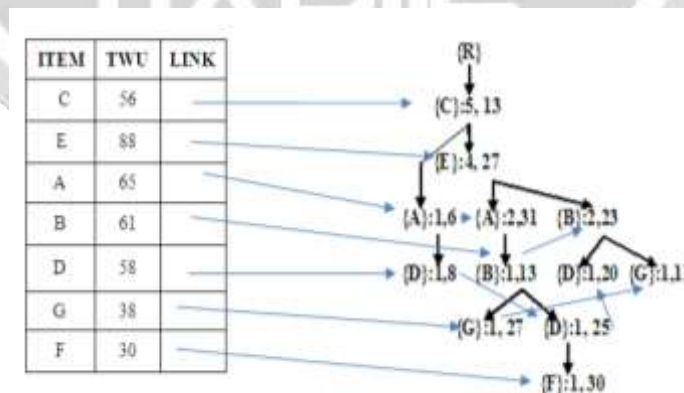 ITEM TWU LINK
C 56
E 88
A 65
B 61
D 58
G 38
F 30
{R}
{C}:5, 13
{E}:4, 27
{A}:1,6 {A}:2,31 {B}:2,23
{D}:1,8 {B}:1,13 {D}:1,20 {G}:1,1
{G}:1, 27 {D}:1, 25
{F}:1, 30